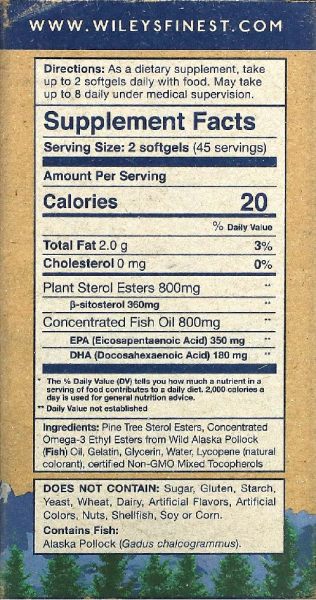 WWW.WILEYSFINEST.COM
Directions: As a dietary supplement, take
up to 2 softgels daily with food. May take
up to 8 daily under medical supervision.
Supplement Facts
Serving Size: 2 softgels (45 servings)
Amount Per Serving
Calories 20
% Daily Value
Total Fat 2.0 g 3%
Cholesterol 0 mg 0%
Plant Sterol Esters 800mg **
β-sitosterol 360mg **
Concentrated Fish Oil 800mg **
EPA (Eicosapentaenoic Acid) 350 mg **
DHA (Docosahexaenoic Acid) 180 mg **
* The % Daily Value (DV) tells you how much a nutrient in a
serving of food contributes to a daily diet. 2,000 calories a
day is used for general nutrition advice.
** Daily Value not established
Ingredients: Pine Tree Sterol Esters, Concentrated
Omega-3 Ethyl Esters from Wild Alaska Pollock
(Fish) Oil, Gelatin, Glycerin, Water, Lycopene (natural
colorant), certified Non-GMO Mixed Tocopherols
DOES NOT CONTAIN: Sugar, Gluten, Starch,
Yeast, Wheat, Dairy, Artificial Flavors, Artificial
Colors, Nuts, Shellfish, Soy or Corn.
Contains Fish:
Alaska Pollock (Gadus chalcogrammus).